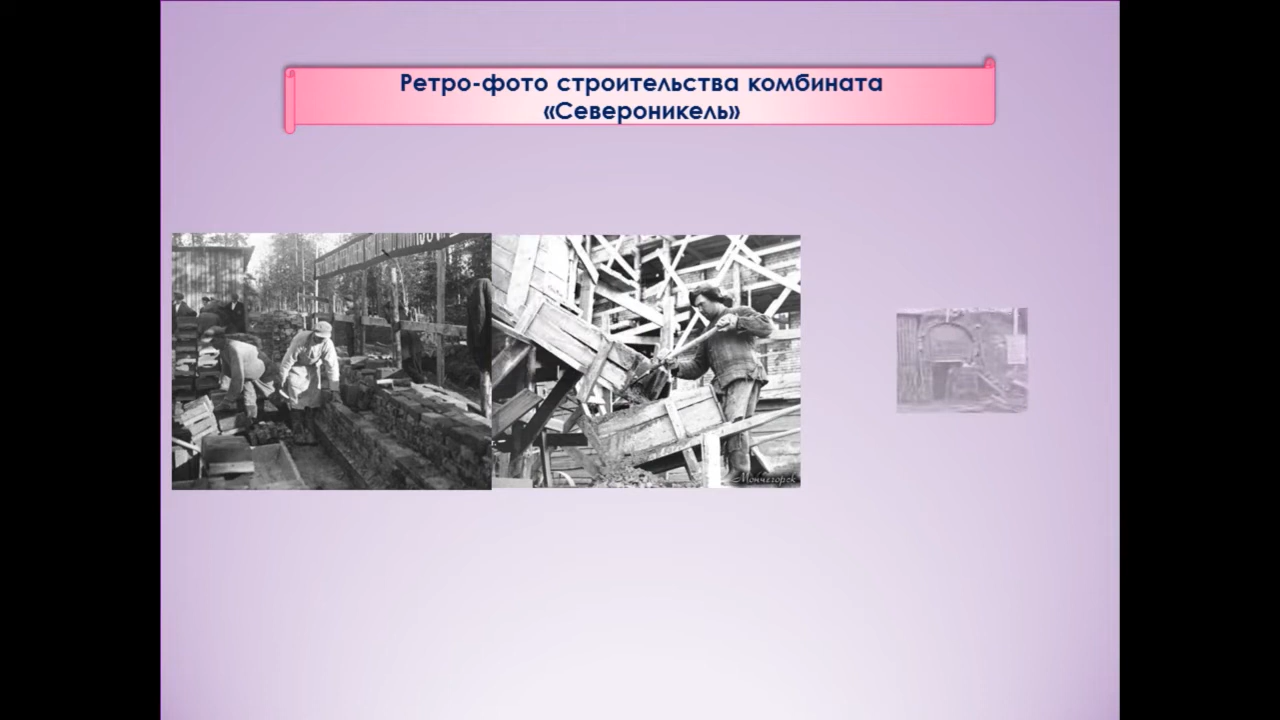 Ретро-фото строительства комбината
«Североникель»
Мончегорск